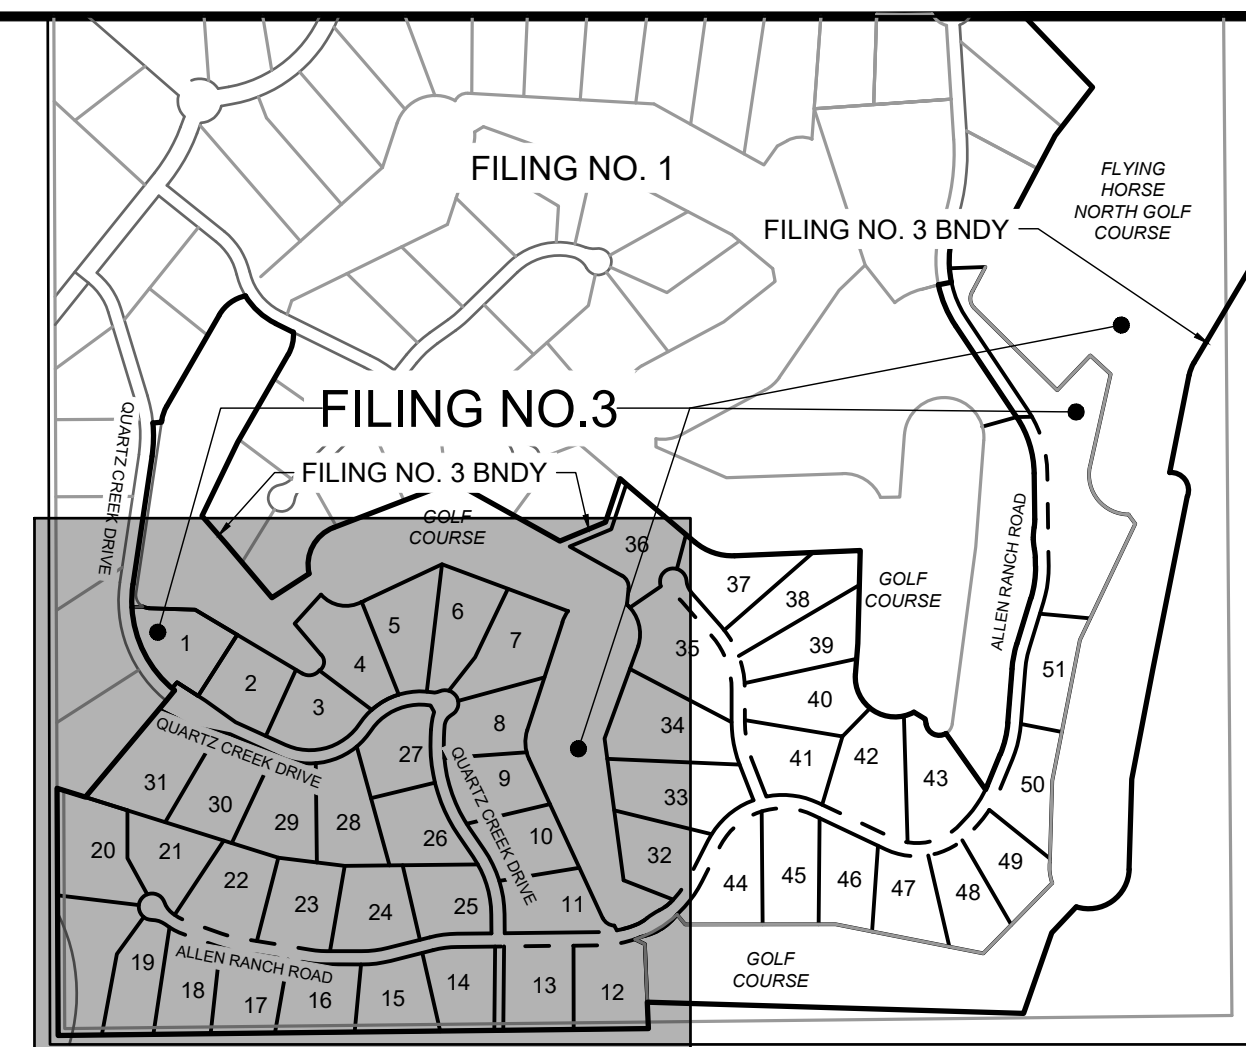 FILING NO. 1
FLYING
HORSE
NORTH GOLF
COURSE
FILING NO. 3 BNDY
FILING NO.3
FILING NO. 3 BNDY
QUARTZ CREEK DRIVE
GOLF
COURSE
36
37
38
GOLF
COURSE
ALLEN RANCH ROAD
1
2
3
4
5
6
7
35
39
40
51
8
34
QUARTZ CREEK DRIVE
27
QUARTZ CREEK DRIVE
9
41
42
43
50
31
30
29
28
26
10
33
20
21
22
23
24
25
11
32
44
45
46
47
48
49
ALLEN RANCH ROAD
19
18
17
16
15
14
13
12
GOLF
COURSE